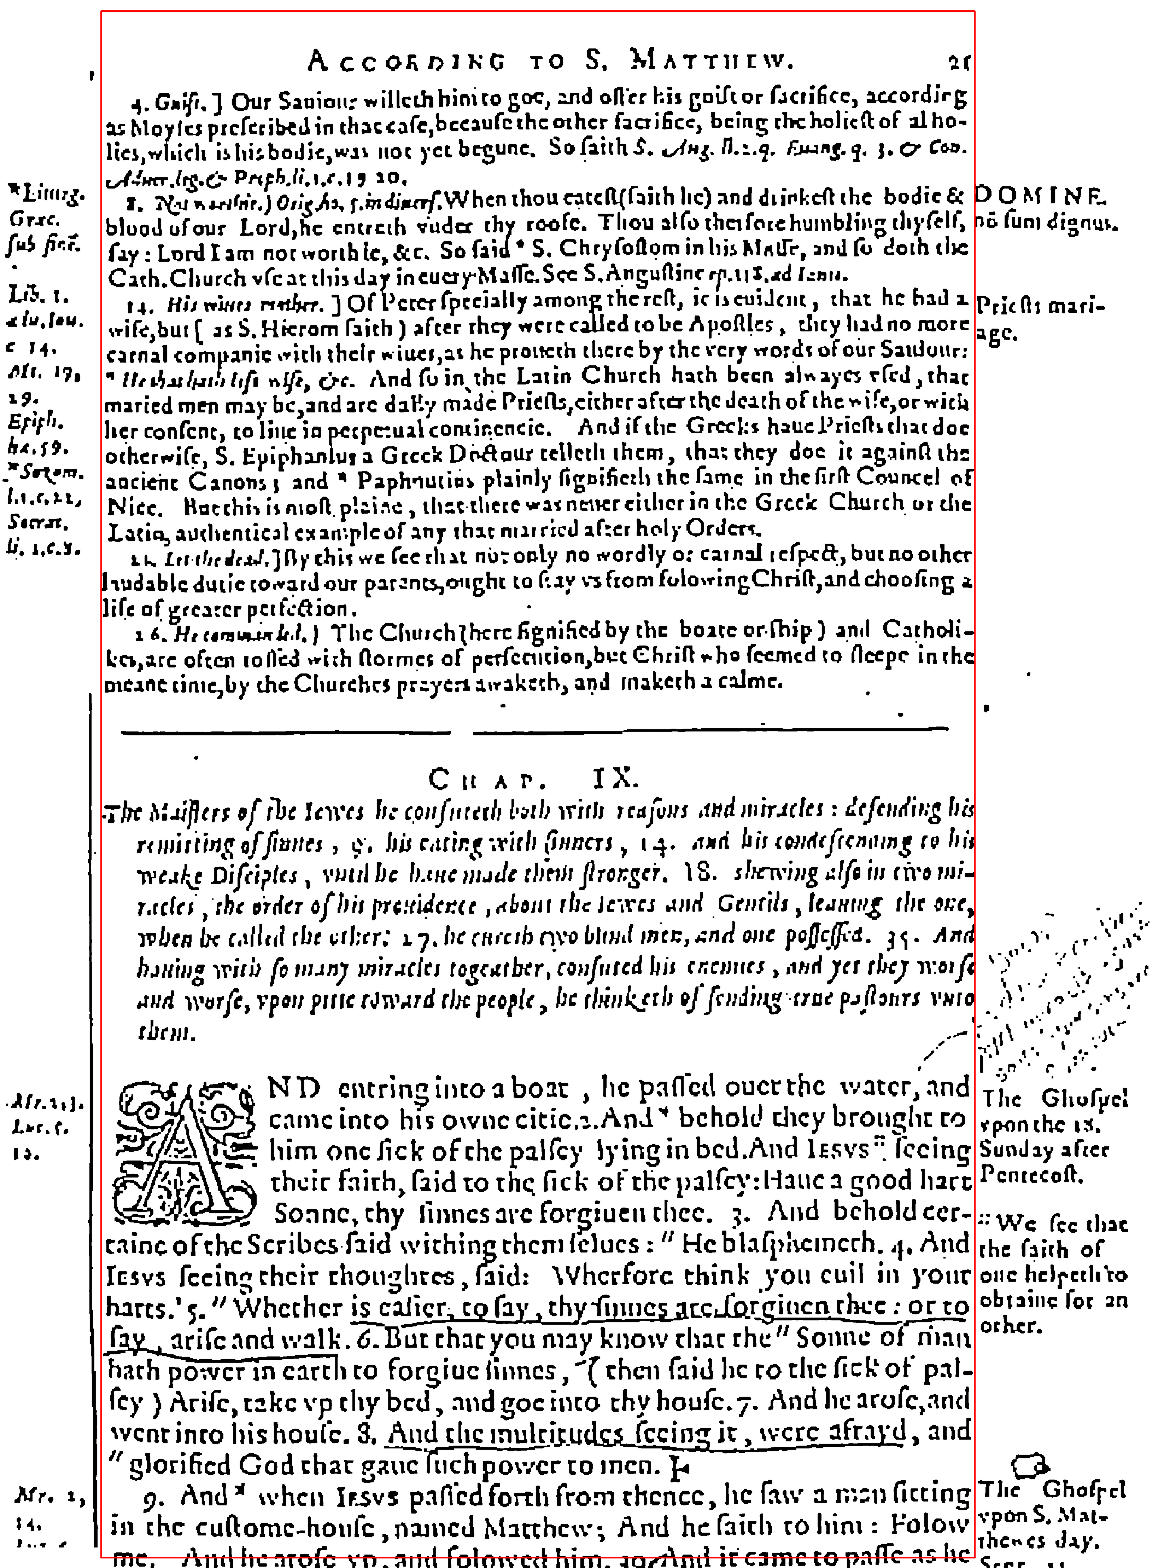 ACCORDING TO S. MATTHEW. 21
4. Guift. ] Our Sauiour willeth him to goe, and offer his guift or sacrifice, according
as Moyses prescribed in that case, because the other sacrifice, being the holiest of al ho-
lies, which is his bodie, was not yet begune. So saith S. Aug. li. 2. q. Euang. q. 3. & Con.
Aduer. leg. & Proph. li. 1. c. 19 20.
8. Not worthie. ) Orig. ho. 5. in diuers. When thou eatest (saith he) and drinkest the bodie &
bloud of our Lord, he entreth vnder thy roofe. Thou also therfore humbling thyself,
say: Lord I am not worthie, &c. So said * S. Chrysostom in his Masse, and so doth the
Cath. Church vse at this day in euery Masse. See S. Augustine ep. 118. ad Ianu.
14. His wiues mother. ] Of Peter specially among the rest, it is euident, that he had a
wife, but [ as S. Hierom saith ) after they were called to be Apostles, they had no more
carnal companie with their wiues, as he proueth there by the very words of our Sauiour:
* He that hath left wife, &c. And so in the Latin Church hath been alwayes vsed, that
maried men may be, and are daily made Priests, either after the death of the wife, or with
her consent, to liue in perpetual continencie. And if the Greeks haue Priests that doe
otherwise, S. Epiphanius a Greek Doctour telleth them, that they doe it against the
ancient Canons; and * Paphnutius plainly signifieth the same in the first Councel of
Nice. But this is most plaine, that there was neuer either in the Greek Church or the
Latin, authentical example of any that married after holy Orders.
22. Let the dead. ] By this we see that not only no wordly or carnal respect, but no other
laudable dutie toward our parents, ought to stay vs from folowing Christ, and choosing a
life of greater perfection.
26. He commanded. ) The Church (here signified by the boate or ship) and Catholi-
kes, are often tossed with stormes of persecution, but Christ who seemed to sleepe in the
meane time, by the Churches prayers awaketh, and maketh a calme.
*Liturg.
Græc.
sub finē.
Lib. 1.
adu. Iou.
c 14.
Mt. 19,
29.
Epiph.
hæ. 59.
*Sozom.
l. 1. c. 22,
Socrat.
li. 1. c. 8.
DOMINE
nō sum dignus.
Priests mari-
age.
CHAP. IX.
The Maisters of the Iewes he confuteth both with reasons and miracles: defending his
remitting of sinnes, 9. his eating with sinners, 14. and his condescending to his
weake Disciples, vntil he haue made them stronger. 18. shewing also in two mi-
racles, the order of his prouidence, about the Iewes and Gentils, leauing the one,
when he called the other: 27. he cureth two blind men, and one possessed. 35. And
hauing with so many miracles togeather, confuted his enemies, and yet they worse
and worse, vpon pitie toward the people, he thinketh of sending true pastours vnto
them.
AND entring into a boat, he passed ouer the water, and
came into his owne citie. 2. And * behold they brought to
him one sick of the palsey lying in bed. And IESVS :: seeing
their faith, said to the sick of the palsey: Haue a good hart
Sonne, thy sinnes are forgiuen thee. 3. And behold cer-
taine of the Scribes said withing them selues: " He blasphemeth. 4. And
IESVS seeing their thoughtes, said: Wherfore think you euil in your
harts. 5. " Whether is easier, to say, thy sinnes are forgiuen thee: or to
say, arise and walk. 6. But that you may know that the " Sonne of man
hath power in earth to forgiue sinnes, ( then said he to the sick of pal-
sey ) Arise, take vp thy bed, and goe into thy house. 7. And he arose, and
went into his house. 8. And the multitudes seeing it, were afrayd, and
" glorified God that gaue such power to men.
9. And * when IESVS passed forth from thence, he saw a man sitting
in the custome-house, named Matthew; And he saith to him: Folow
me. And he arose vp, and folowed him. 10. And it came to passe as he
Mr. 2, 3.
Luc. 5.
18.
Mr. 2,
14.
The Ghospel
vpon the 18.
Sunday after
Pentecost.
:: We see that
the faith of
one helpeth to
obtaine for an
other.
The Ghospel
vpon S. Mat-
thewes day.